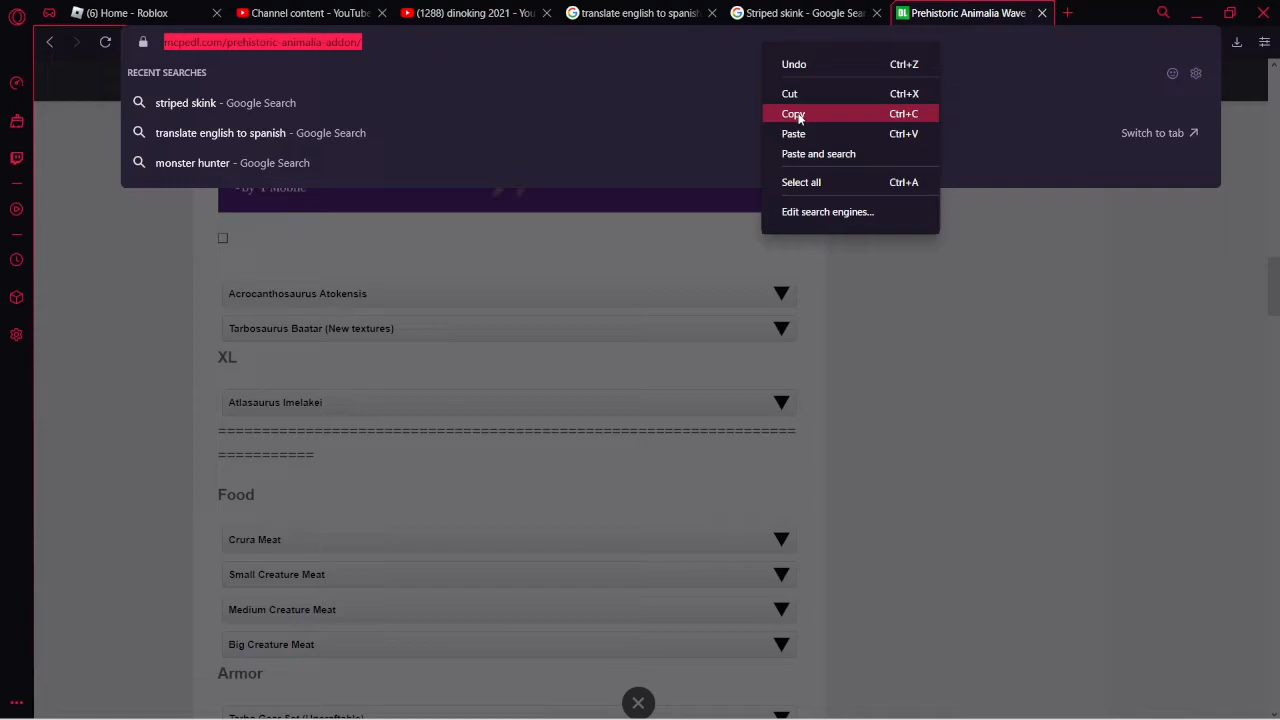 (6) Home - Roblox
Channel content - YouTube
(1288) dinoking 2021 - You
translate english to spanish
Striped skink - Google Sea
Prehistoric Animalia Wave
mcpedl.com/prehistoric-animalia-addon/
RECENT SEARCHES
striped skink - Google Search
translate english to spanish - Google Search
monster hunter - Google Search
Switch to tab
Undo Ctrl+Z
Cut Ctrl+X
Copy Ctrl+C
Paste Ctrl+V
Paste and search
Select all Ctrl+A
Edit search engines...
Acrocanthosaurus Atokensis
Tarbosaurus Baatar (New textures)
XL
Atlasaurus Imelakei
==================================================================
===========
Food
Crura Meat
Small Creature Meat
Medium Creature Meat
Big Creature Meat
Armor